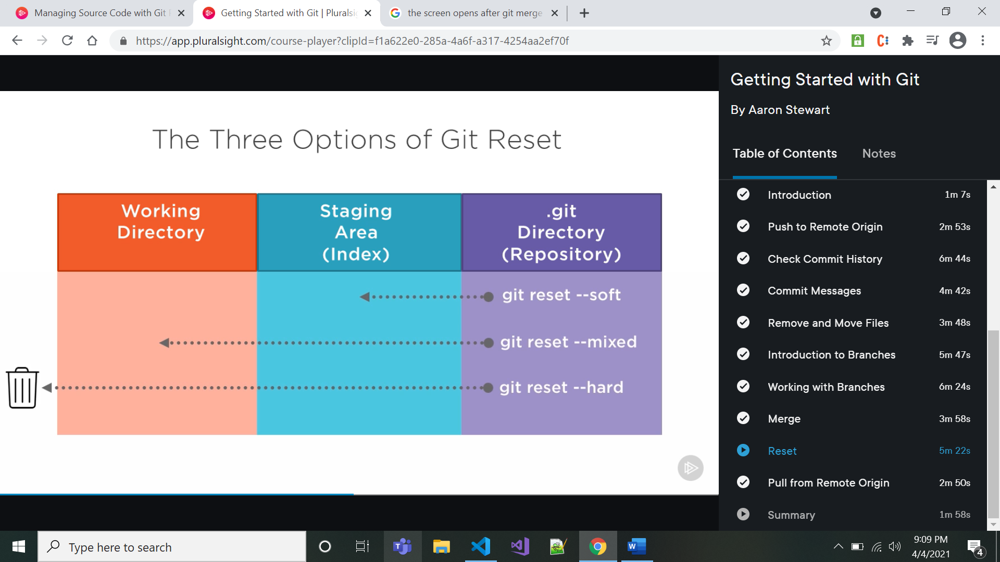 Managing Source Code with Git
Getting Started with Git | Pluralsi
the screen opens after git merge
https://app.pluralsight.com/course-player?clipId=f1a622e0-285a-4a6f-a317-4254aa2ef70f
The Three Options of Git Reset
Working
Directory
Staging
Area
(Index)
.git
Directory
(Repository)
git reset --soft
git reset --mixed
git reset --hard
Getting Started with Git
By Aaron Stewart
Table of Contents Notes
Introduction 1m 7s
Push to Remote Origin 2m 53s
Check Commit History 6m 44s
Commit Messages 4m 42s
Remove and Move Files 3m 48s
Introduction to Branches 5m 47s
Working with Branches 6m 24s
Merge 3m 58s
Reset 5m 22s
Pull from Remote Origin 2m 50s
Summary 1m 58s
Type here to search
9:09 PM
4/4/2021
4